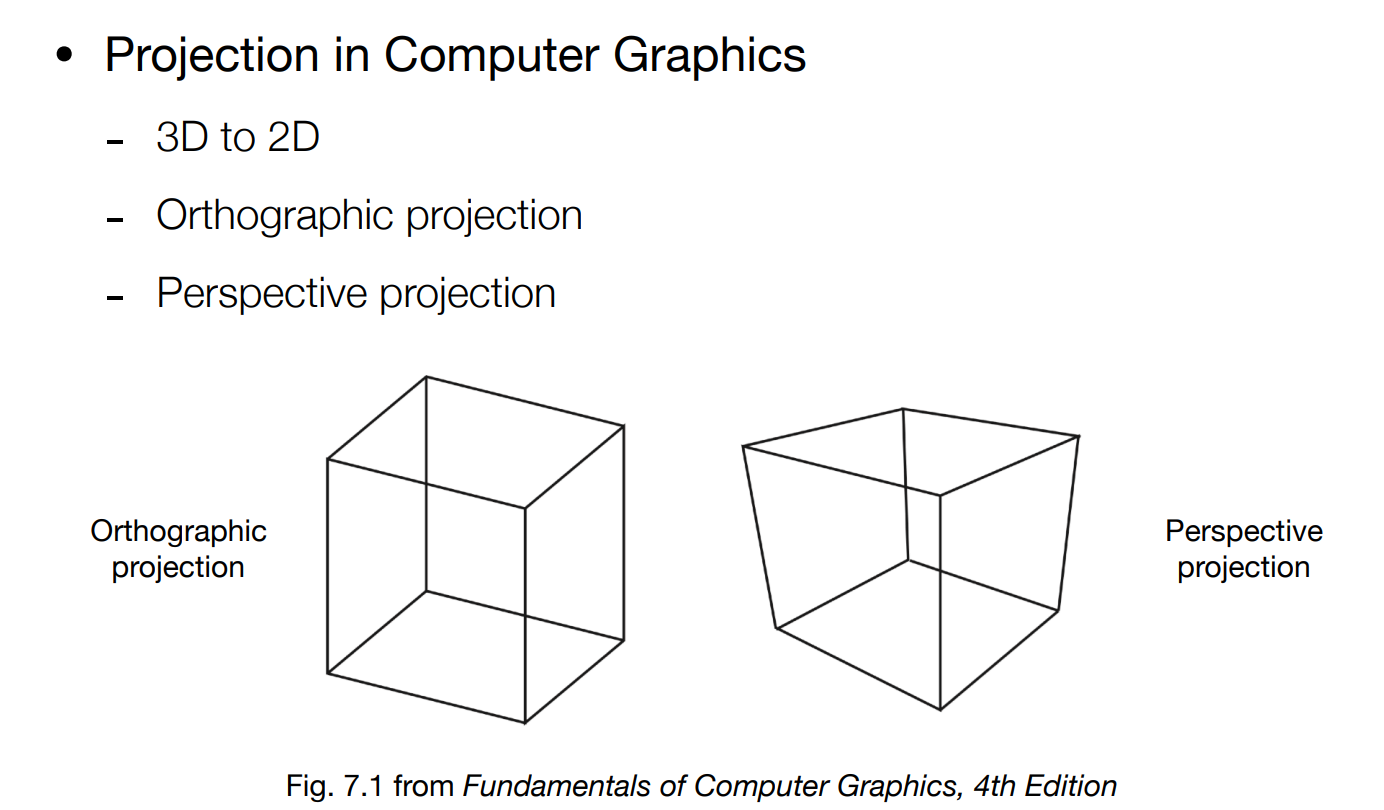 • Projection in Computer Graphics
- 3D to 2D
- Orthographic projection
- Perspective projection
Orthographic
projection
Perspective
projection
Fig. 7.1 from Fundamentals of Computer Graphics, 4th Edition